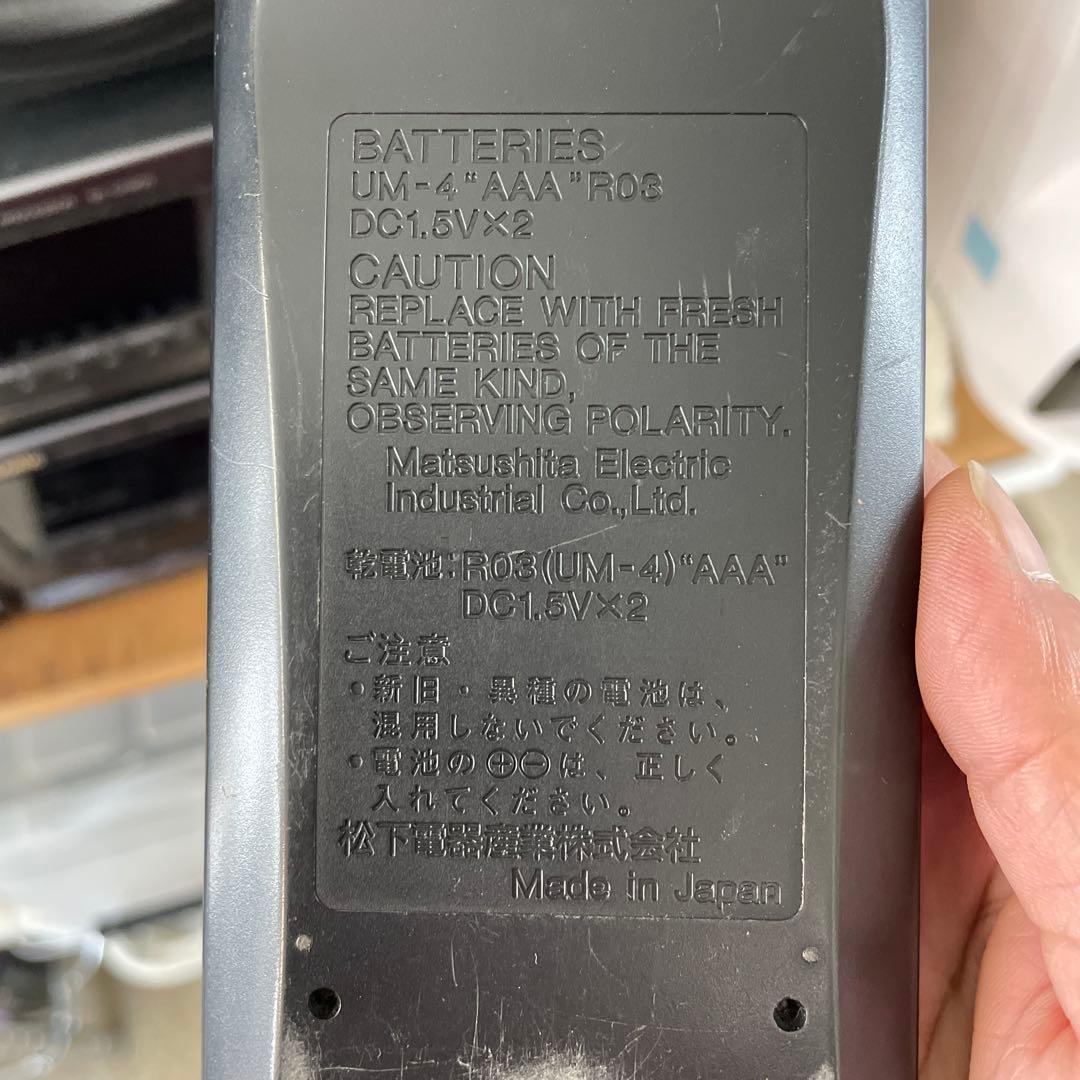 BATTERIES
UM-4"AAA"R03
DC1.5V×2
CAUTION
REPLACE WITH FRESH
BATTERIES OF THE
SAME KIND,
OBSERVING POLARITY.
Matsushita Electric
Industrial Co.,Ltd.
乾電池:R03(UM-4)"AAA"
DC1.5V×2
ご注意
・新旧・異種の電池は、
混用しないでください。
・電池の⊕⊖は、正しく
入れてください。
松下電器産業株式会社
Made in Japan